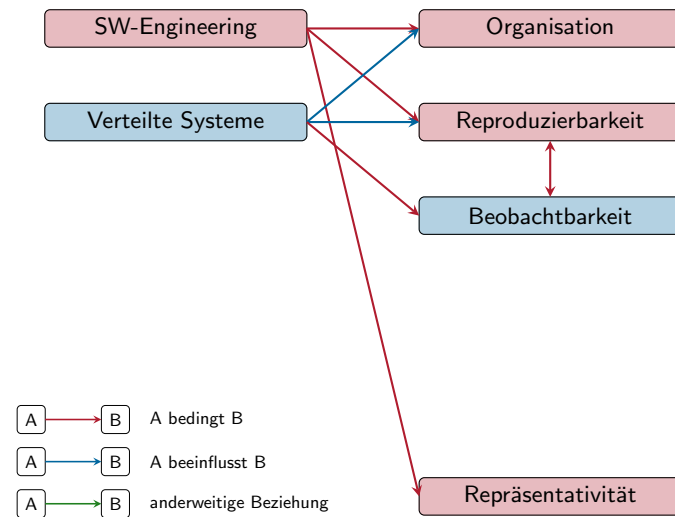 SW-Engineering
Organisation
Verteilte Systeme
Reproduzierbarkeit
Beobachtbarkeit
A B A bedingt B
A B A beeinflusst B
A B anderweitige Beziehung
Repräsentativität